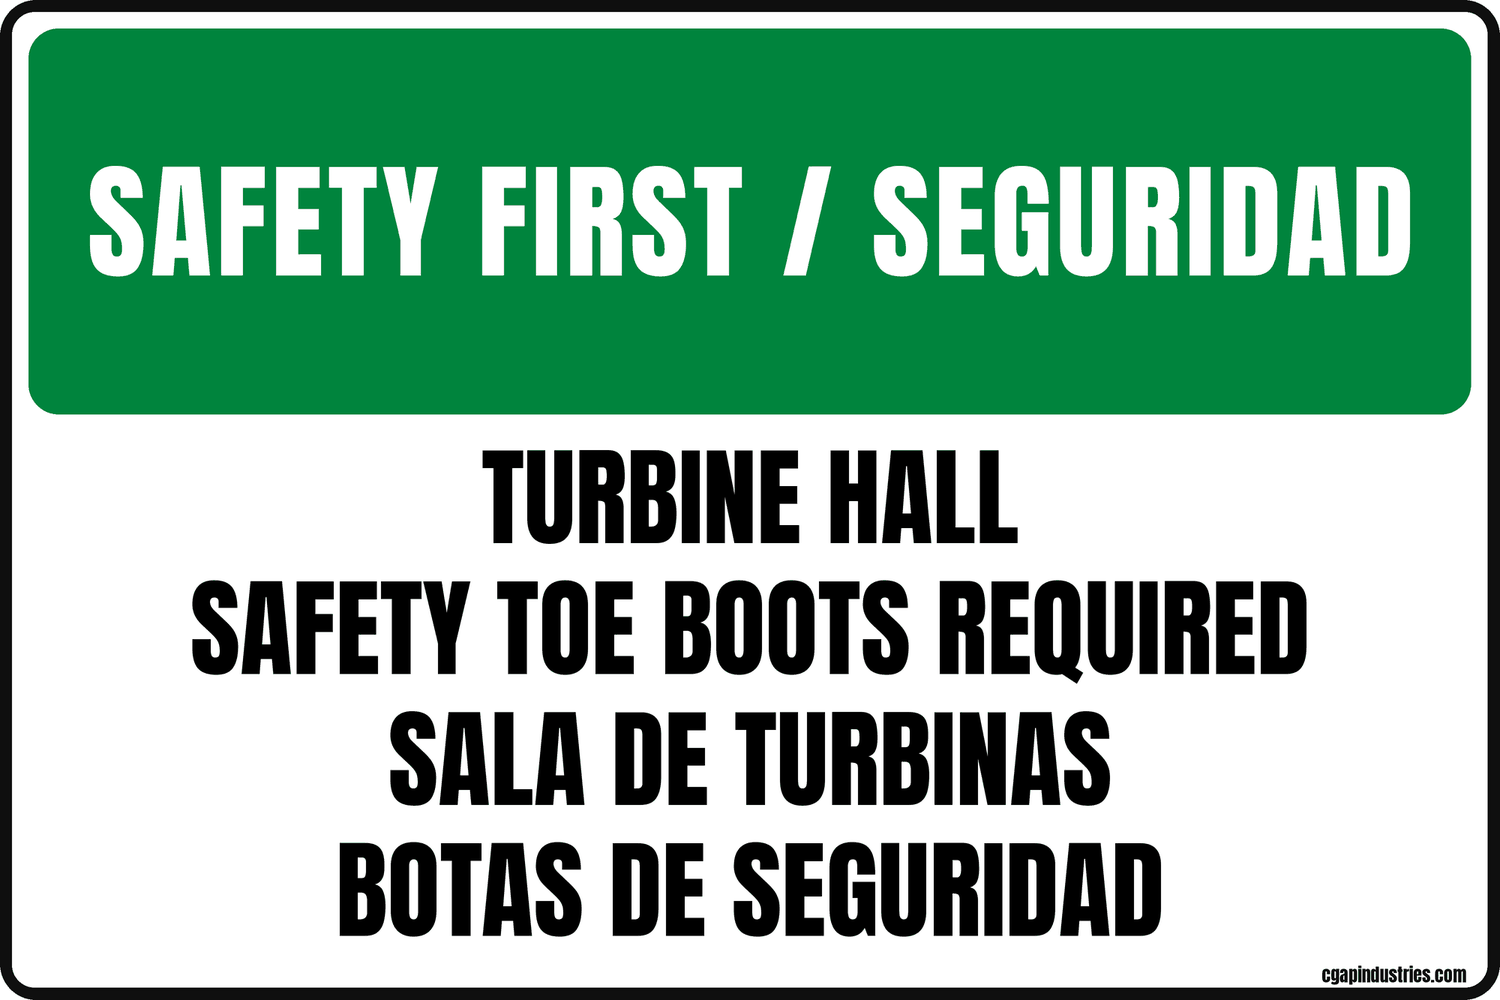 SAFETY FIRST / SEGURIDAD
TURBINE HALL
SAFETY TOE BOOTS REQUIRED
SALA DE TURBINAS
BOTAS DE SEGURIDAD
cgapindustries.com